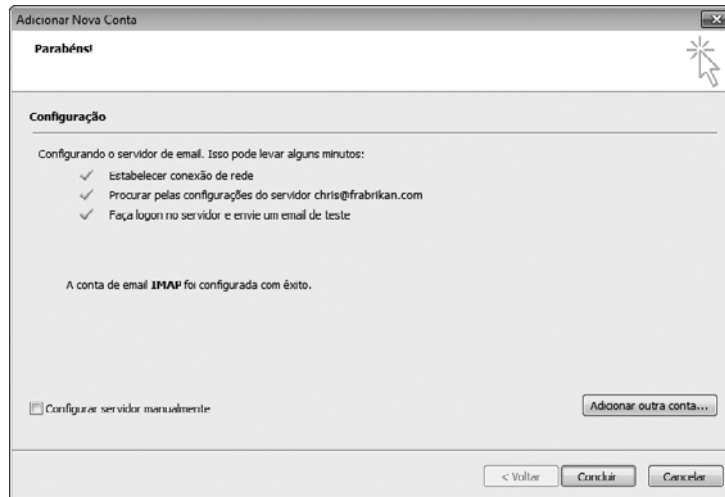 Adicionar Nova Conta
Parabéns!
Configuração
Configurando o servidor de email. Isso pode levar alguns minutos:
Estabelecer conexão de rede
Procurar pelas configurações do servidor chris@frabrikan.com
Faça logon no servidor e envie um email de teste
A conta de email IMAP foi configurada com êxito.
Configurar servidor manualmente
Adicionar outra conta...
< Voltar
Concluir
Cancelar